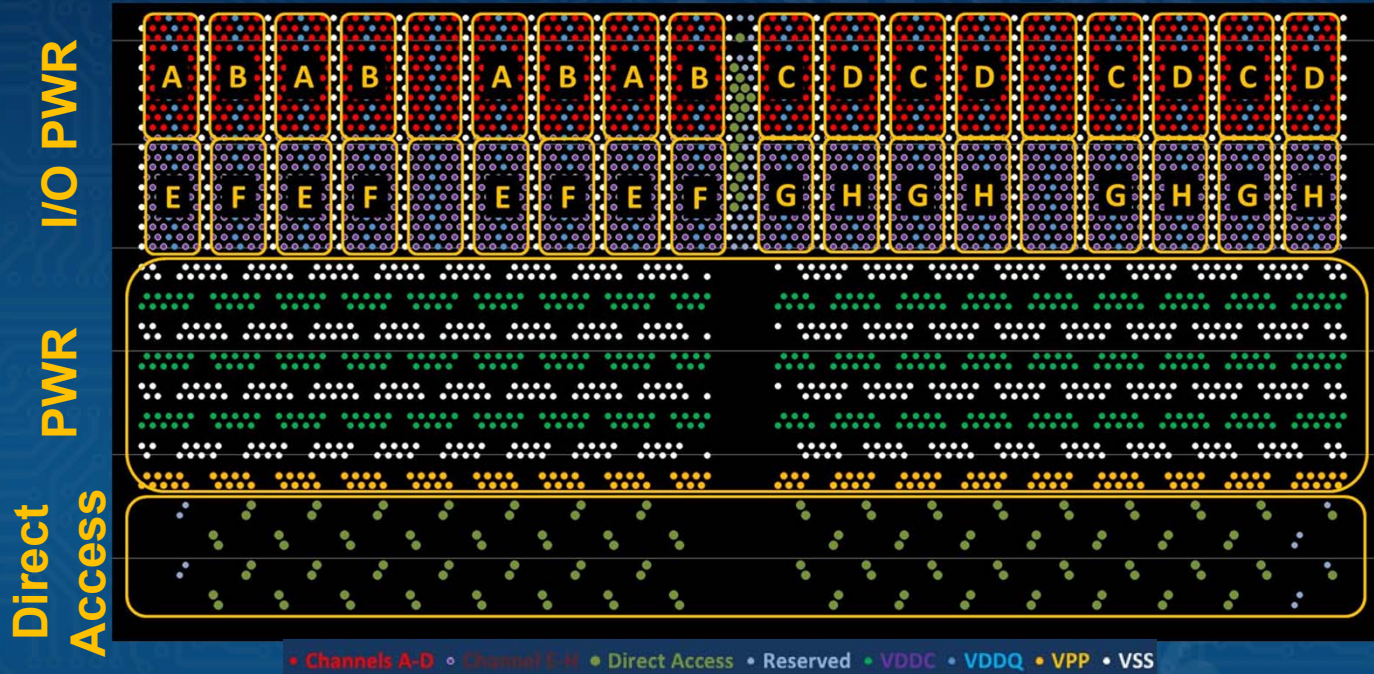 I/O PWR
A B A B A B A B C D C D C D C D
E F E F E F E F G H G H G H G H
PWR
Direct
Access
• Channels A-D ◦ Channel E-H • Direct Access • Reserved • VDDC • VDDQ • VPP • VSS